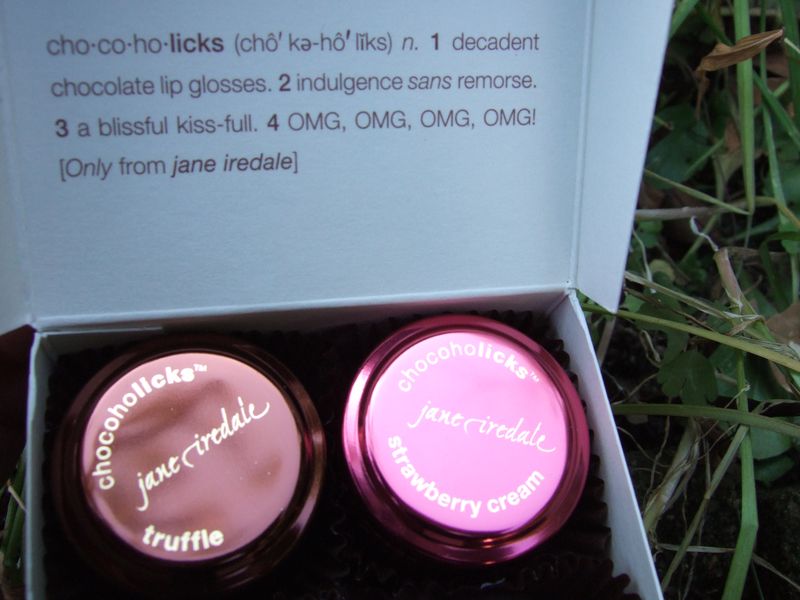 cho·co·ho·licks (chô′ kə-hô′ lĭks) n. 1 decadent
chocolate lip glosses. 2 indulgence sans remorse.
3 a blissful kiss-full. 4 OMG, OMG, OMG, OMG!
[Only from jane iredale]
chocoholicks™
jane iredale
truffle
chocoholicks™
jane iredale
strawberry cream